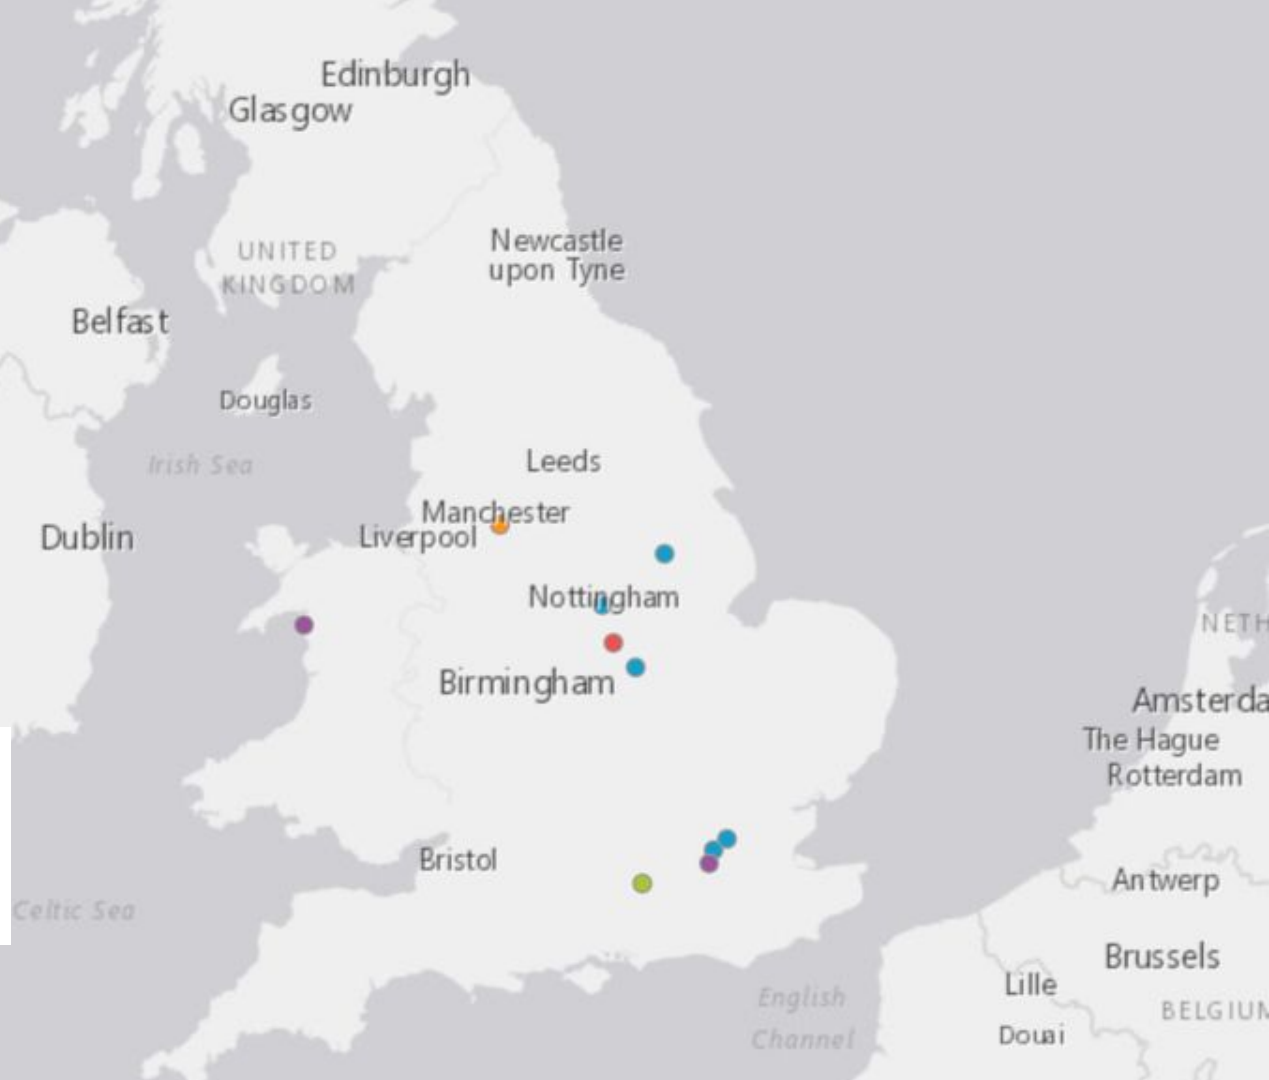 Edinburgh
Glasgow
UNITED
KINGDOM
Newcastle
upon Tyne
Belfast
Douglas
Irish Sea
Leeds
Manchester
Liverpool
Dublin
Nottingham
NETH
Birmingham
Amsterda
The Hague
Rotterdam
Bristol
Antwerp
Celtic Sea
Brussels
Lille
English
Channel
BELGIUM
Douai